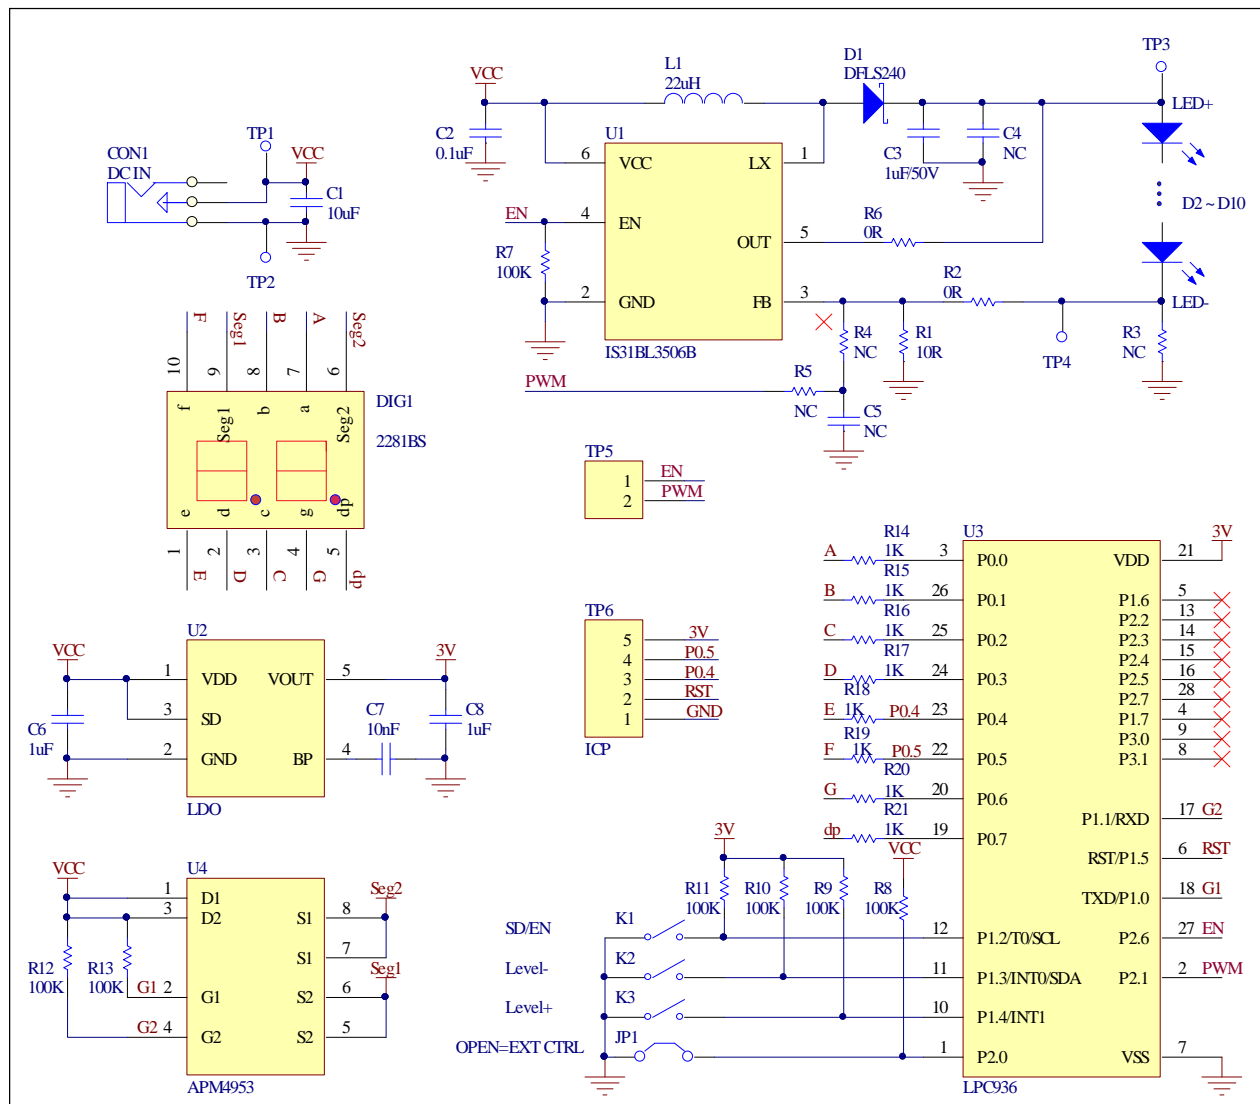 TP3
D1
DFLS240
L1
22uH
VCC
LED+
TP1
CON1
DC IN
VCC
C1
10uF
TP2
C2
0.1uF
U1
6 VCC LX 1
EN 4 EN
OUT 5
2 GND FB 3
IS31BL3506B
R7
100K
C3
1uF/50V
C4
NC
R6
0R
R2
0R
D2 ~ D10
LED-
R4
NC
R1
10R
TP4
R3
NC
PWM
R5
NC
C5
NC
F Seg1 B A Seg2
10 9 8 7 6
f Seg1 b a Seg2
DIG1
2281BS
e d c g dp
1 2 3 4 5
E D C G dp
TP5
1 EN
2 PWM
TP6
5 3V
4 P0.5
3 P0.4
2 RST
1 GND
ICP
U2
VCC
3V
1 VDD VOUT 5
3 SD
2 GND BP 4
LDO
C6
1uF
C7
10nF
C8
1uF
U4
VCC
1 D1
3 D2 S1 8
S1 7
G1 2 G1 S2 6
G2 4 G2 S2 5
APM4953
R12
100K
R13
100K
Seg2
Seg1
U3
3V
R14
A 1K 3 P0.0 VDD 21
R15
B 1K 26 P0.1 P1.6 5
P2.2 13
R16
C 1K 25 P0.2 P2.3 14
P2.4 15
R17
D 1K 24 P0.3 P2.5 16
P2.7 28
R18
E 1K P0.4 23 P0.4 P1.7 4
P3.0 9
R19
F 1K P0.5 22 P0.5 P3.1 8
R20
G 1K 20 P0.6
P1.1/RXD 17 G2
R21
dp 1K 19 P0.7
RST/P1.5 6 RST
TXD/P1.0 18 G1
12 P1.2/T0/SCL P2.6 27 EN
11 P1.3/INT0/SDA P2.1 2 PWM
10 P1.4/INT1
1 P2.0 VSS 7
LPC936
3V
VCC
R11
100K
R10
100K
R9
100K
R8
100K
SD/EN K1
Level- K2
Level+ K3
OPEN=EXT CTRL JP1